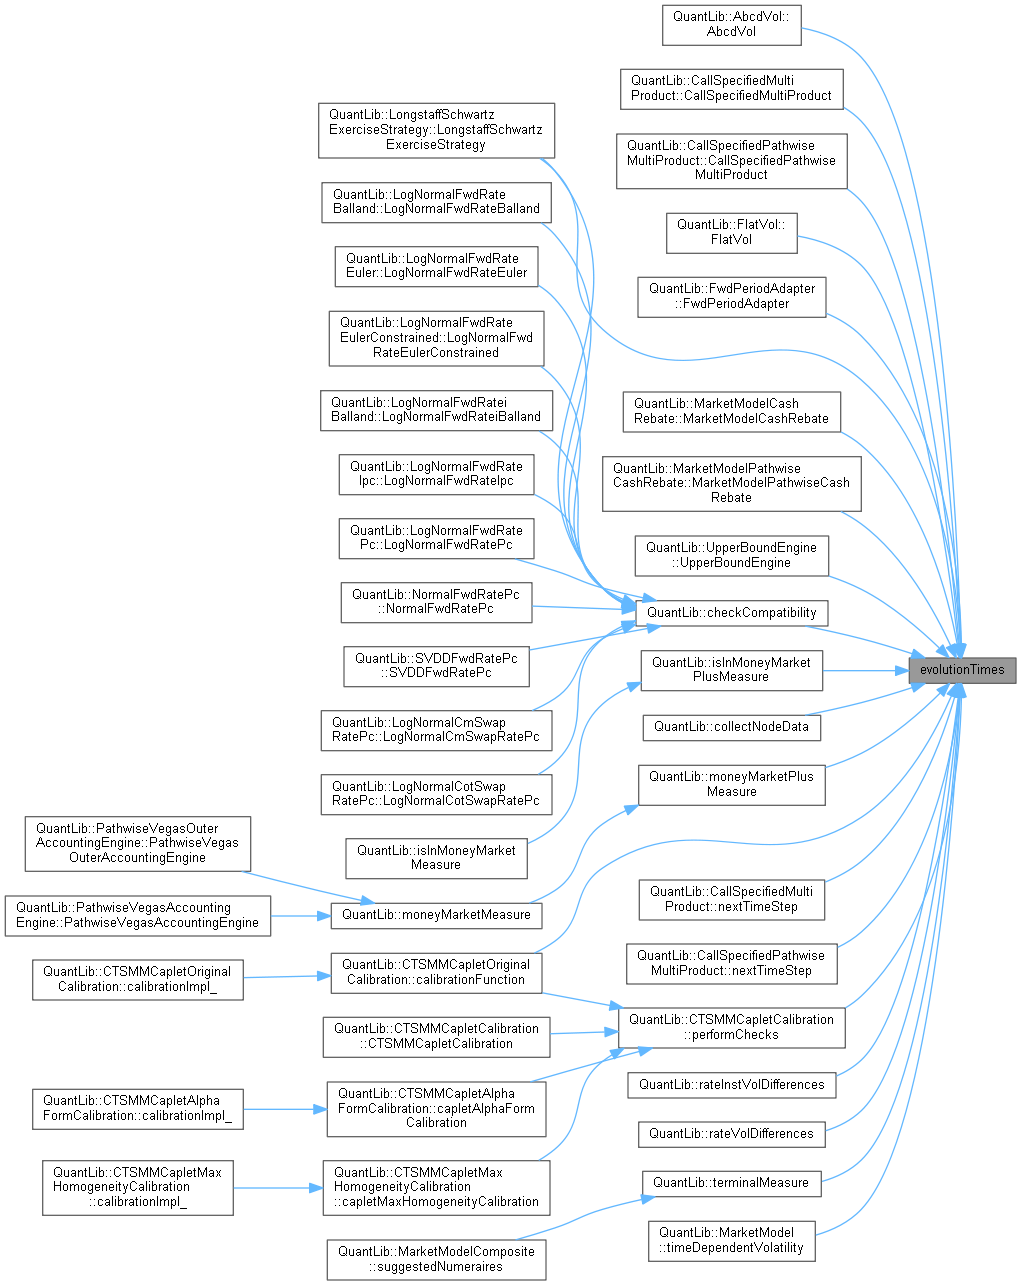 QuantLib::AbcdVol::
AbcdVol
QuantLib::CallSpecifiedMulti
Product::CallSpecifiedMultiProduct
QuantLib::LongstaffSchwartz
ExerciseStrategy::LongstaffSchwartz
ExerciseStrategy
QuantLib::CallSpecifiedPathwise
MultiProduct::CallSpecifiedPathwise
MultiProduct
QuantLib::LogNormalFwdRate
Balland::LogNormalFwdRateBalland
QuantLib::FlatVol::
FlatVol
QuantLib::LogNormalFwdRate
Euler::LogNormalFwdRateEuler
QuantLib::FwdPeriodAdapter
::FwdPeriodAdapter
QuantLib::LogNormalFwdRate
EulerConstrained::LogNormalFwd
RateEulerConstrained
QuantLib::LogNormalFwdRatei
Balland::LogNormalFwdRateiBalland
QuantLib::MarketModelCash
Rebate::MarketModelCashRebate
QuantLib::LogNormalFwdRate
Ipc::LogNormalFwdRateIpc
QuantLib::MarketModelPathwise
CashRebate::MarketModelPathwiseCash
Rebate
QuantLib::LogNormalFwdRate
Pc::LogNormalFwdRatePc
QuantLib::UpperBoundEngine
::UpperBoundEngine
QuantLib::NormalFwdRatePc
::NormalFwdRatePc
QuantLib::checkCompatibility
QuantLib::SVDDFwdRatePc
::SVDDFwdRatePc
QuantLib::isInMoneyMarket
PlusMeasure
evolutionTimes
QuantLib::LogNormalCmSwap
RatePc::LogNormalCmSwapRatePc
QuantLib::collectNodeData
QuantLib::LogNormalCotSwap
RatePc::LogNormalCotSwapRatePc
QuantLib::moneyMarketPlus
Measure
QuantLib::PathwiseVegasOuter
AccountingEngine::PathwiseVegas
OuterAccountingEngine
QuantLib::isInMoneyMarket
Measure
QuantLib::PathwiseVegasAccounting
Engine::PathwiseVegasAccountingEngine
QuantLib::moneyMarketMeasure
QuantLib::CallSpecifiedMulti
Product::nextTimeStep
QuantLib::CTSMMCapletOriginal
Calibration::calibrationImpl_
QuantLib::CTSMMCapletOriginal
Calibration::calibrationFunction
QuantLib::CallSpecifiedPathwise
MultiProduct::nextTimeStep
QuantLib::CTSMMCapletCalibration
::CTSMMCapletCalibration
QuantLib::CTSMMCapletCalibration
::performChecks
QuantLib::CTSMMCapletAlpha
FormCalibration::calibrationImpl_
QuantLib::CTSMMCapletAlpha
FormCalibration::capletAlphaForm
Calibration
QuantLib::rateInstVolDifferences
QuantLib::rateVolDifferences
QuantLib::CTSMMCapletMax
HomogeneityCalibration
::calibrationImpl_
QuantLib::CTSMMCapletMax
HomogeneityCalibration
::capletMaxHomogeneityCalibration
QuantLib::terminalMeasure
QuantLib::MarketModelComposite
::suggestedNumeraires
QuantLib::MarketModel
::timeDependentVolatility